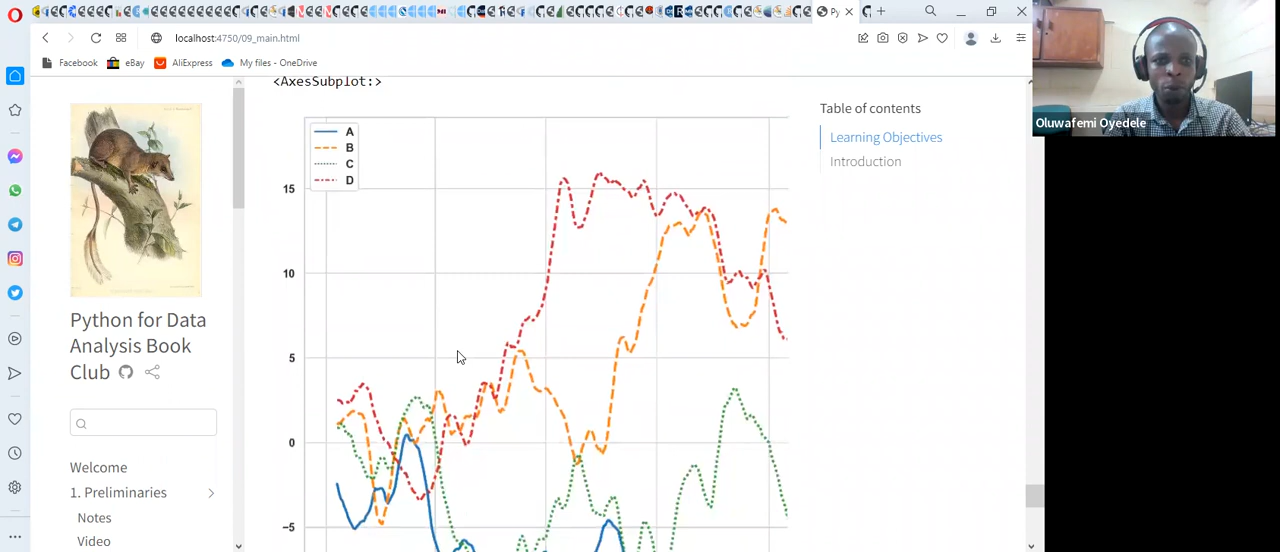 Py
localhost:4750/09_main.html
Facebook
eBay
AliExpress
My files - OneDrive
<AxesSubplot:>
A
B
C
D
15
10
5
0
−5
Table of contents
Learning Objectives
Introduction
Python for Data
Analysis Book
Club
Welcome
1. Preliminaries
Notes
Video
Oluwafemi Oyedele